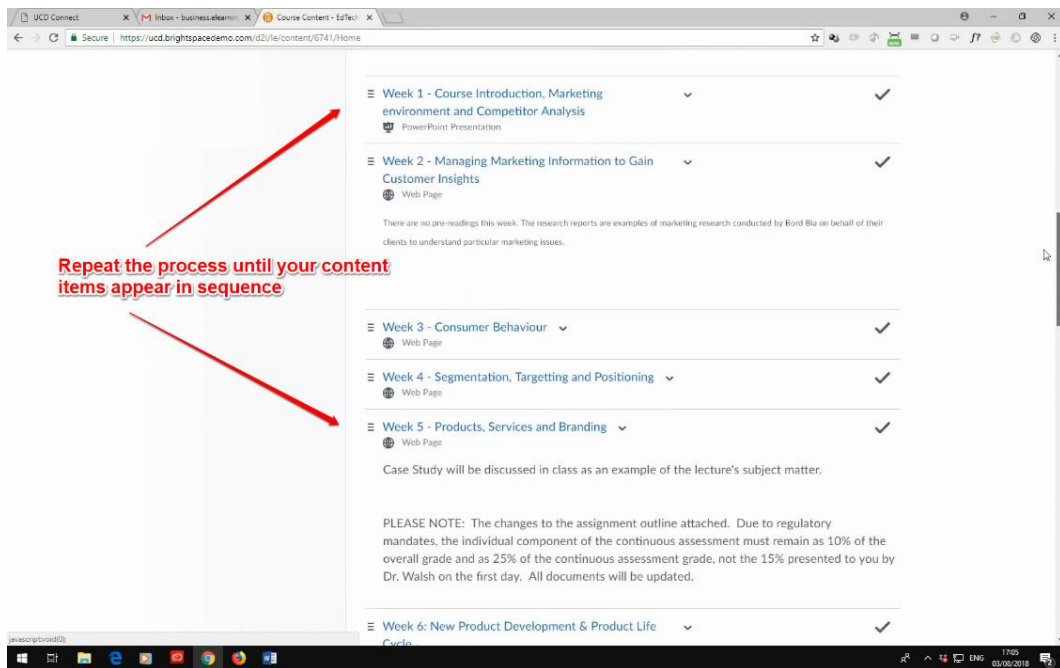 UCD Connect
Inbox - business.elearnin
Course Content - EdTech
Secure | https://ucd.brightspacedemo.com/d2l/le/content/6741/Home
f?
Week 1 - Course Introduction, Marketing
environment and Competitor Analysis
PowerPoint Presentation
Week 2 - Managing Marketing Information to Gain
Customer Insights
Web Page
There are no pre-readings this week. The research reports are examples of marketing research conducted by Bord Bia on behalf of their
clients to understand particular marketing issues.
Repeat the process until your content
items appear in sequence
Week 3 - Consumer Behaviour
Web Page
Week 4 - Segmentation, Targetting and Positioning
Web Page
Week 5 - Products, Services and Branding
Web Page
Case Study will be discussed in class as an example of the lecture's subject matter.
PLEASE NOTE: The changes to the assignment outline attached. Due to regulatory
mandates, the individual component of the continuous assessment must remain as 10% of the
overall grade and as 25% of the continuous assessment grade, not the 15% presented to you by
Dr. Walsh on the first day. All documents will be updated.
Week 6: New Product Development & Product Life
Cycle
javascript:void(0);
ENG
17:05
03/08/2018